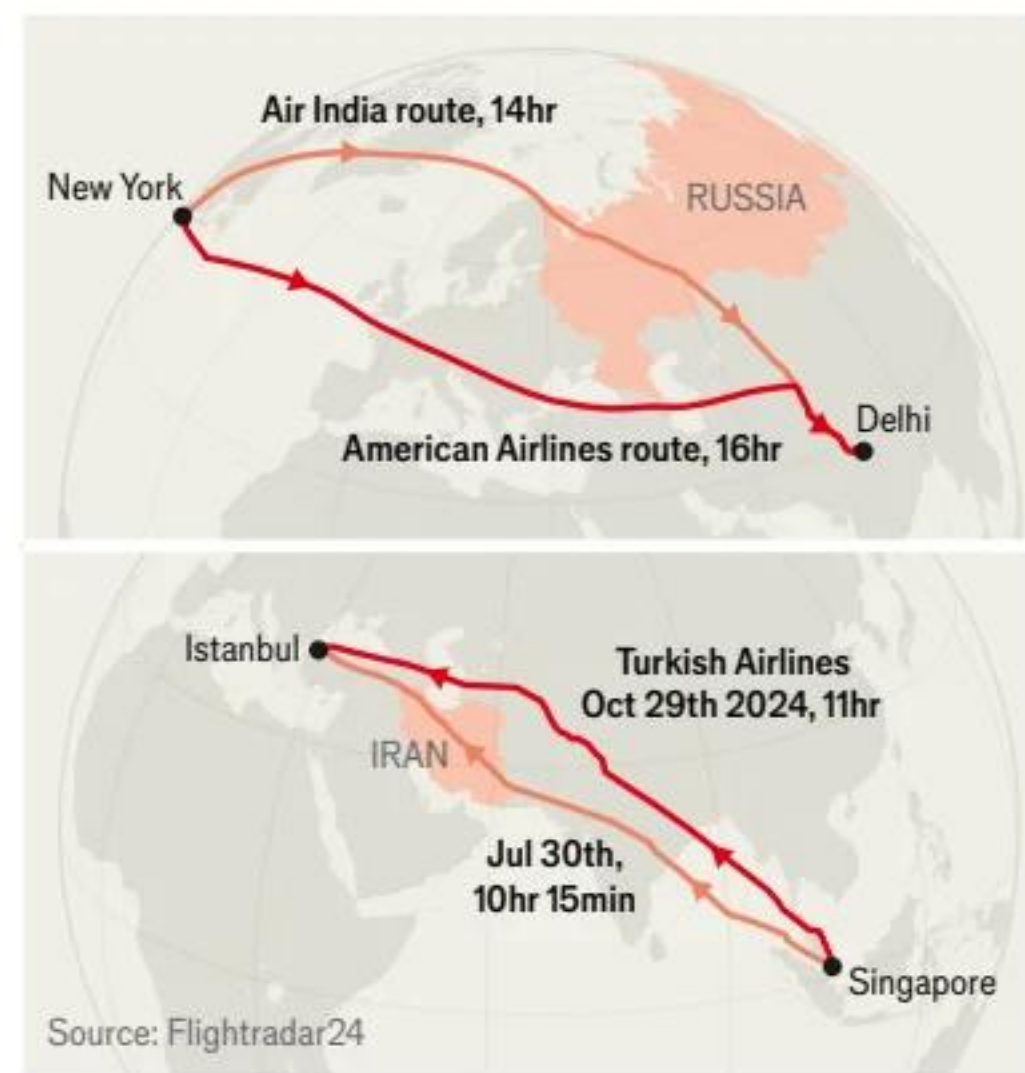 Air India route, 14hr
New York
RUSSIA
Delhi
American Airlines route, 16hr
Istanbul
Turkish Airlines
Oct 29th 2024, 11hr
IRAN
Jul 30th,
10hr 15min
Singapore
Source: Flightradar24